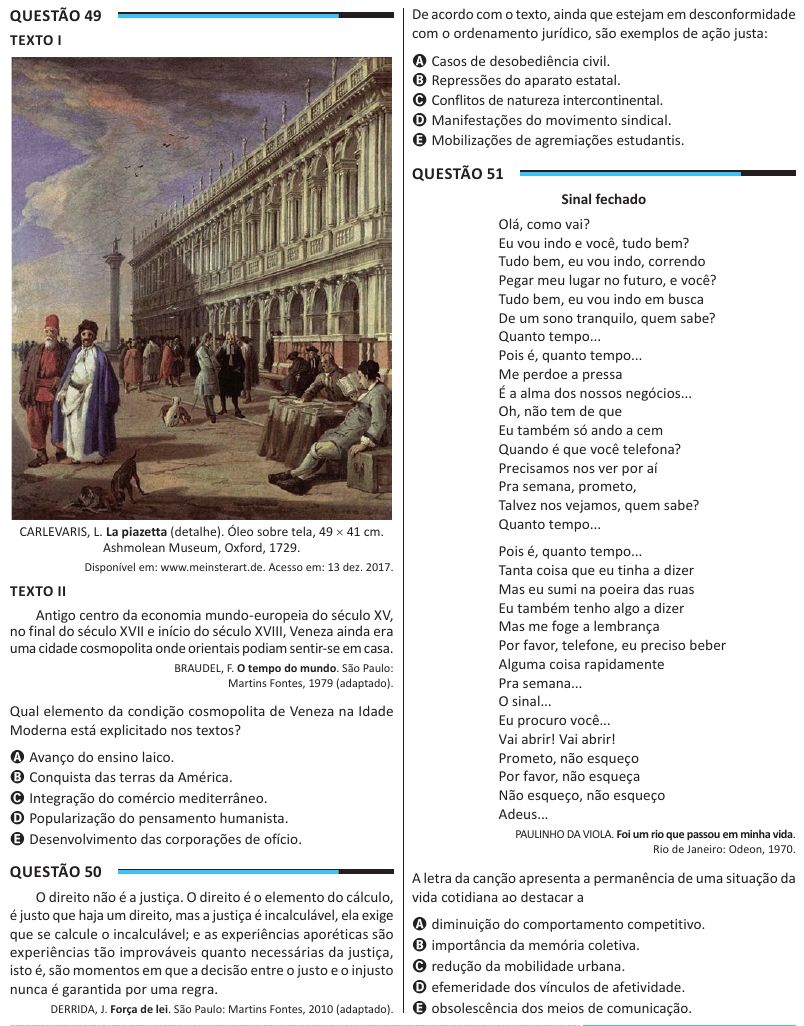 QUESTÃO 49
TEXTO I
CARLEVARIS, L. La piazetta (detalhe). Óleo sobre tela, 49 × 41 cm.
Ashmolean Museum, Oxford, 1729.
Disponível em: www.meinsterart.de. Acesso em: 13 dez. 2017.
TEXTO II
Antigo centro da economia mundo-europeia do século XV,
no final do século XVII e início do século XVIII, Veneza ainda era
uma cidade cosmopolita onde orientais podiam sentir-se em casa.
BRAUDEL, F. O tempo do mundo. São Paulo:
Martins Fontes, 1979 (adaptado).
Qual elemento da condição cosmopolita de Veneza na Idade
Moderna está explicitado nos textos?
A Avanço do ensino laico.
B Conquista das terras da América.
C Integração do comércio mediterrâneo.
D Popularização do pensamento humanista.
E Desenvolvimento das corporações de ofício.
QUESTÃO 50
O direito não é a justiça. O direito é o elemento do cálculo,
é justo que haja um direito, mas a justiça é incalculável, ela exige
que se calcule o incalculável; e as experiências aporéticas são
experiências tão improváveis quanto necessárias da justiça,
isto é, são momentos em que a decisão entre o justo e o injusto
nunca é garantida por uma regra.
DERRIDA, J. Força de lei. São Paulo: Martins Fontes, 2010 (adaptado).
De acordo com o texto, ainda que estejam em desconformidade
com o ordenamento jurídico, são exemplos de ação justa:
A Casos de desobediência civil.
B Repressões do aparato estatal.
C Conflitos de natureza intercontinental.
D Manifestações do movimento sindical.
E Mobilizações de agremiações estudantis.
QUESTÃO 51
Sinal fechado
Olá, como vai?
Eu vou indo e você, tudo bem?
Tudo bem, eu vou indo, correndo
Pegar meu lugar no futuro, e você?
Tudo bem, eu vou indo em busca
De um sono tranquilo, quem sabe?
Quanto tempo...
Pois é, quanto tempo...
Me perdoe a pressa
É a alma dos nossos negócios...
Oh, não tem de que
Eu também só ando a cem
Quando é que você telefona?
Precisamos nos ver por aí
Pra semana, prometo,
Talvez nos vejamos, quem sabe?
Quanto tempo...
Pois é, quanto tempo...
Tanta coisa que eu tinha a dizer
Mas eu sumi na poeira das ruas
Eu também tenho algo a dizer
Mas me foge a lembrança
Por favor, telefone, eu preciso beber
Alguma coisa rapidamente
Pra semana...
O sinal...
Eu procuro você...
Vai abrir! Vai abrir!
Prometo, não esqueço
Por favor, não esqueça
Não esqueço, não esqueço
Adeus...
PAULINHO DA VIOLA. Foi um rio que passou em minha vida.
Rio de Janeiro: Odeon, 1970.
A letra da canção apresenta a permanência de uma situação da
vida cotidiana ao destacar a
A diminuição do comportamento competitivo.
B importância da memória coletiva.
C redução da mobilidade urbana.
D efemeridade dos vínculos de afetividade.
E obsolescência dos meios de comunicação.